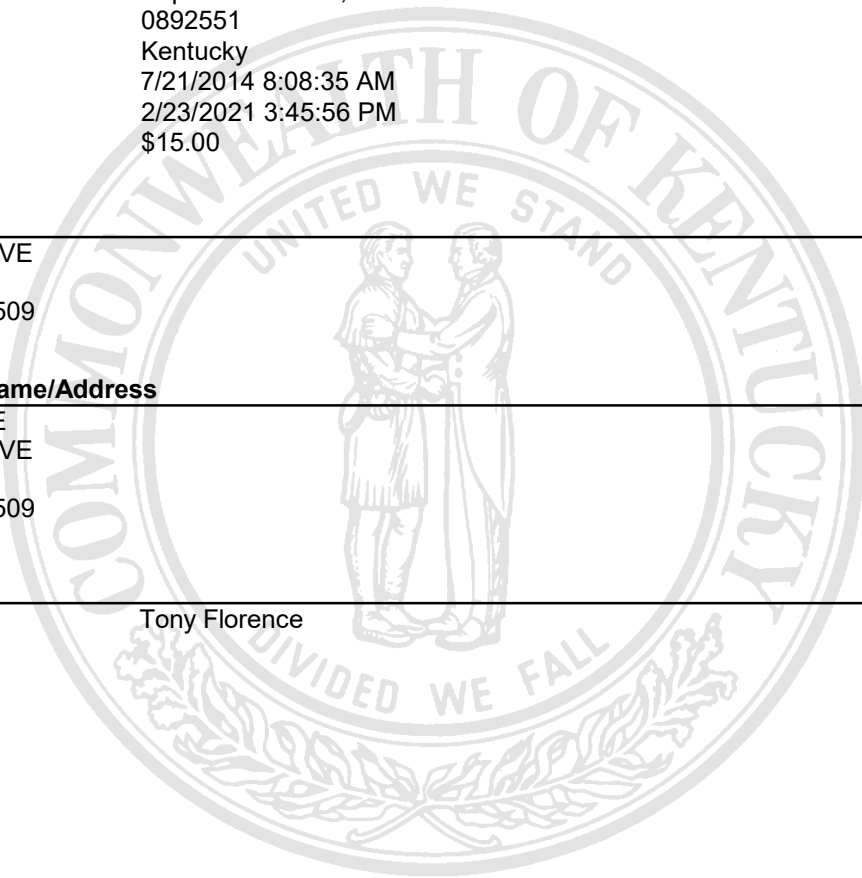 0892551
Kentucky
7/21/2014 8:08:35 AM
2/23/2021 3:45:56 PM
$15.00
COMMONWEALTH OF KENTUCKY
UNITED WE STAND
VE
509
ame/Address
E
VE
509
Tony Florence
DIVIDED WE FALL